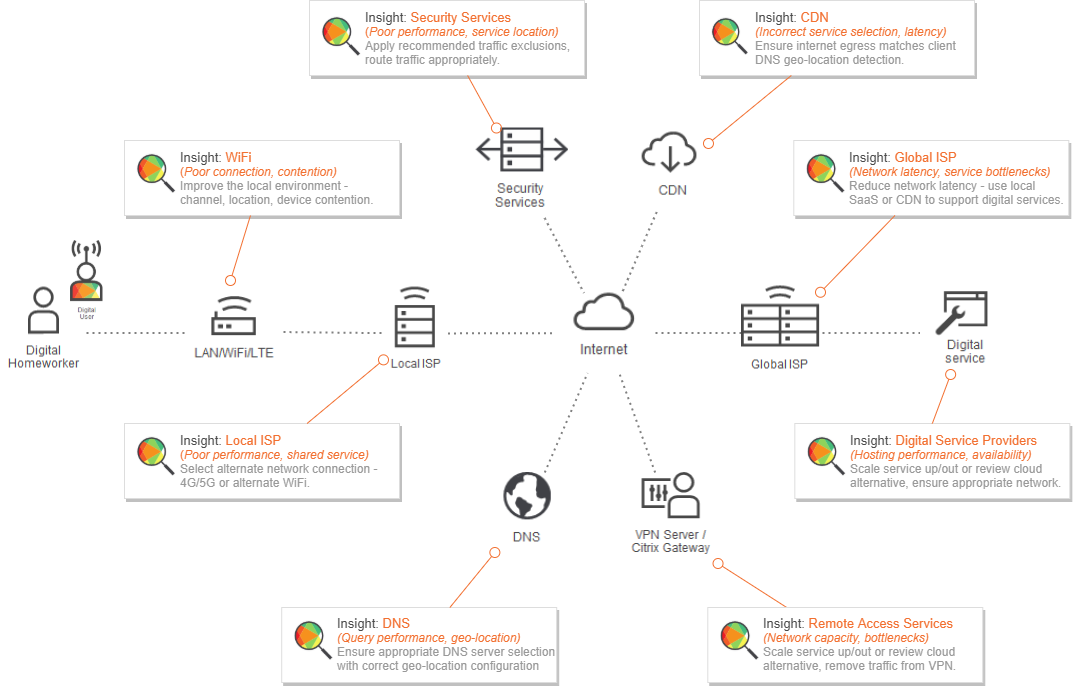 Insight: Security Services
(Poor performance, service location)
Apply recommended traffic exclusions,
route traffic appropriately.
Insight: CDN
(Incorrect service selection, latency)
Ensure internet egress matches client
DNS geo-location detection.
Insight: WiFi
(Poor connection, contention)
Improve the local environment -
channel, location, device contention.
Security
Services
CDN
Insight: Global ISP
(Network latency, service bottlenecks)
Reduce network latency - use local
SaaS or CDN to support digital services.
Digital
User
Digital
Homeworker
LAN/WiFi/LTE
Local ISP
Internet
Global ISP
Digital
service
Insight: Local ISP
(Poor performance, shared service)
Select alternate network connection -
4G/5G or alternate WiFi.
Insight: Digital Service Providers
(Hosting performance, availability)
Scale service up/out or review cloud
alternative, ensure appropriate network.
DNS
VPN Server /
Citrix Gateway
Insight: DNS
(Query performance, geo-location)
Ensure appropriate DNS server selection
with correct geo-location configuration
Insight: Remote Access Services
(Network capacity, bottlenecks)
Scale service up/out or review cloud
alternative, remove traffic from VPN.